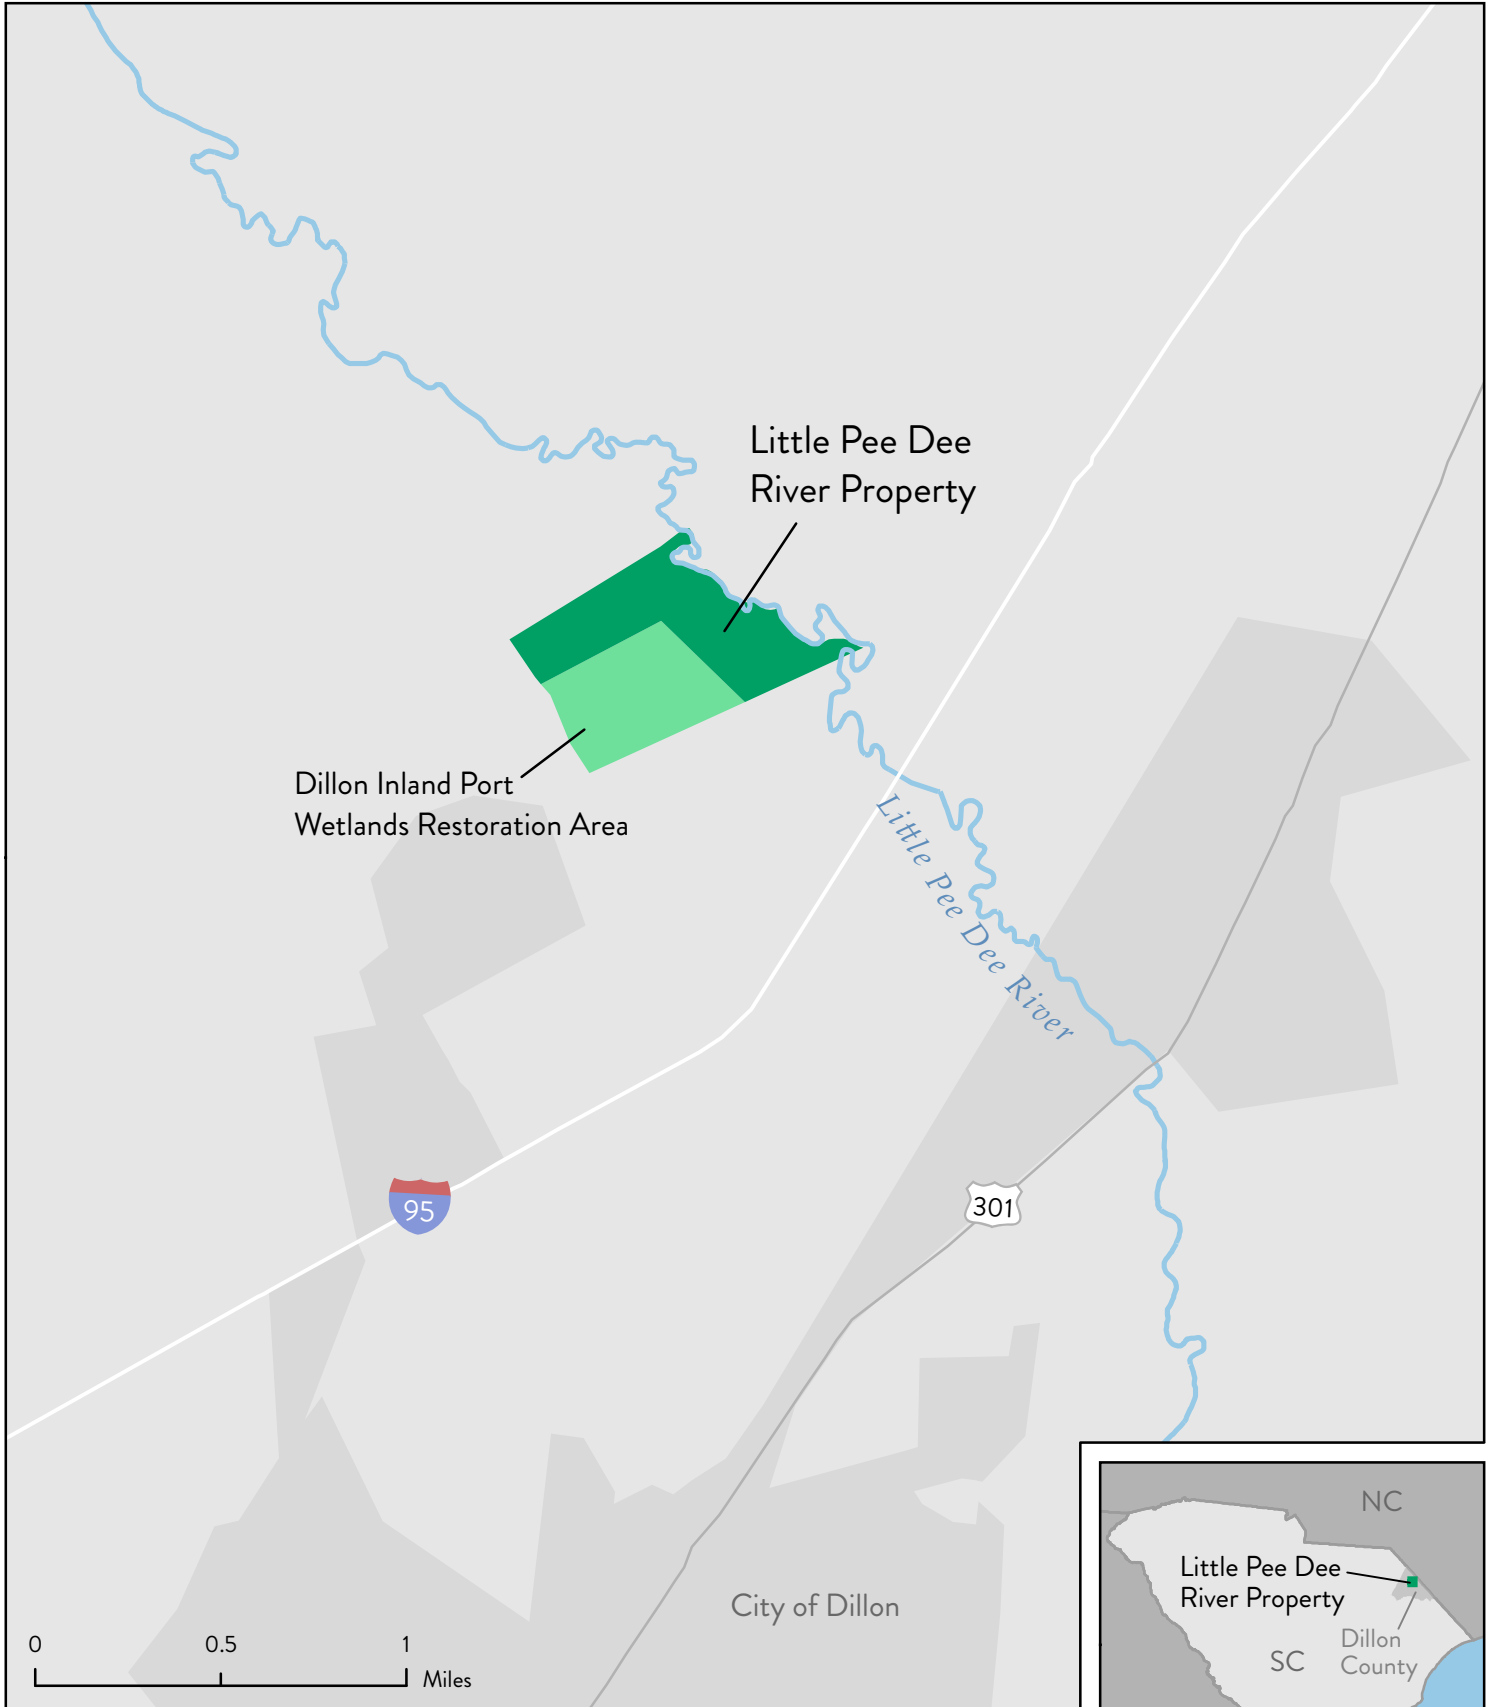 Little Pee Dee
River Property
Dillon Inland Port
Wetlands Restoration Area
Little Pee Dee River
95
301
City of Dillon
0 0.5 1
Miles
NC
Little Pee Dee
River Property
Dillon
County
SC